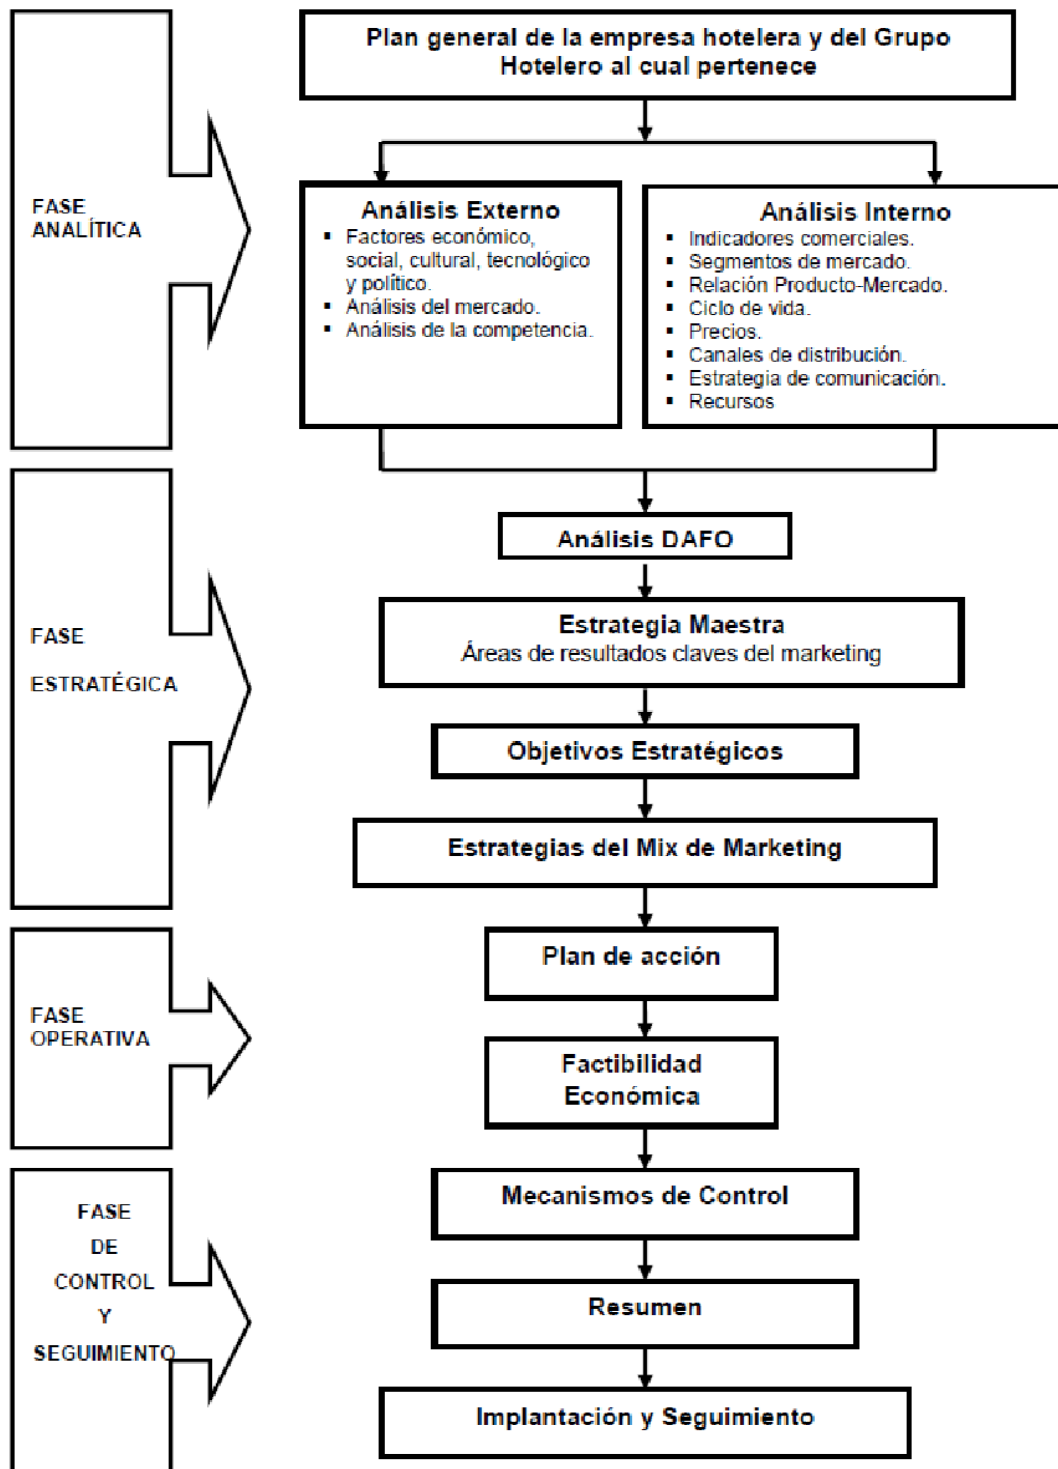 Plan general de la empresa hotelera y del Grupo
Hotelero al cual pertenece
FASE
ANALÍTICA
Análisis Externo
▪ Factores económico,
social, cultural, tecnológico
y político.
▪ Análisis del mercado.
▪ Análisis de la competencia.
Análisis Interno
▪ Indicadores comerciales.
▪ Segmentos de mercado.
▪ Relación Producto-Mercado.
▪ Ciclo de vida.
▪ Precios.
▪ Canales de distribución.
▪ Estrategia de comunicación.
▪ Recursos
FASE
ESTRATÉGICA
Análisis DAFO
Estrategia Maestra
Áreas de resultados claves del marketing
Objetivos Estratégicos
Estrategias del Mix de Marketing
FASE
OPERATIVA
Plan de acción
Factibilidad
Económica
FASE
DE
CONTROL
Y
SEGUIMIENTO
Mecanismos de Control
Resumen
Implantación y Seguimiento